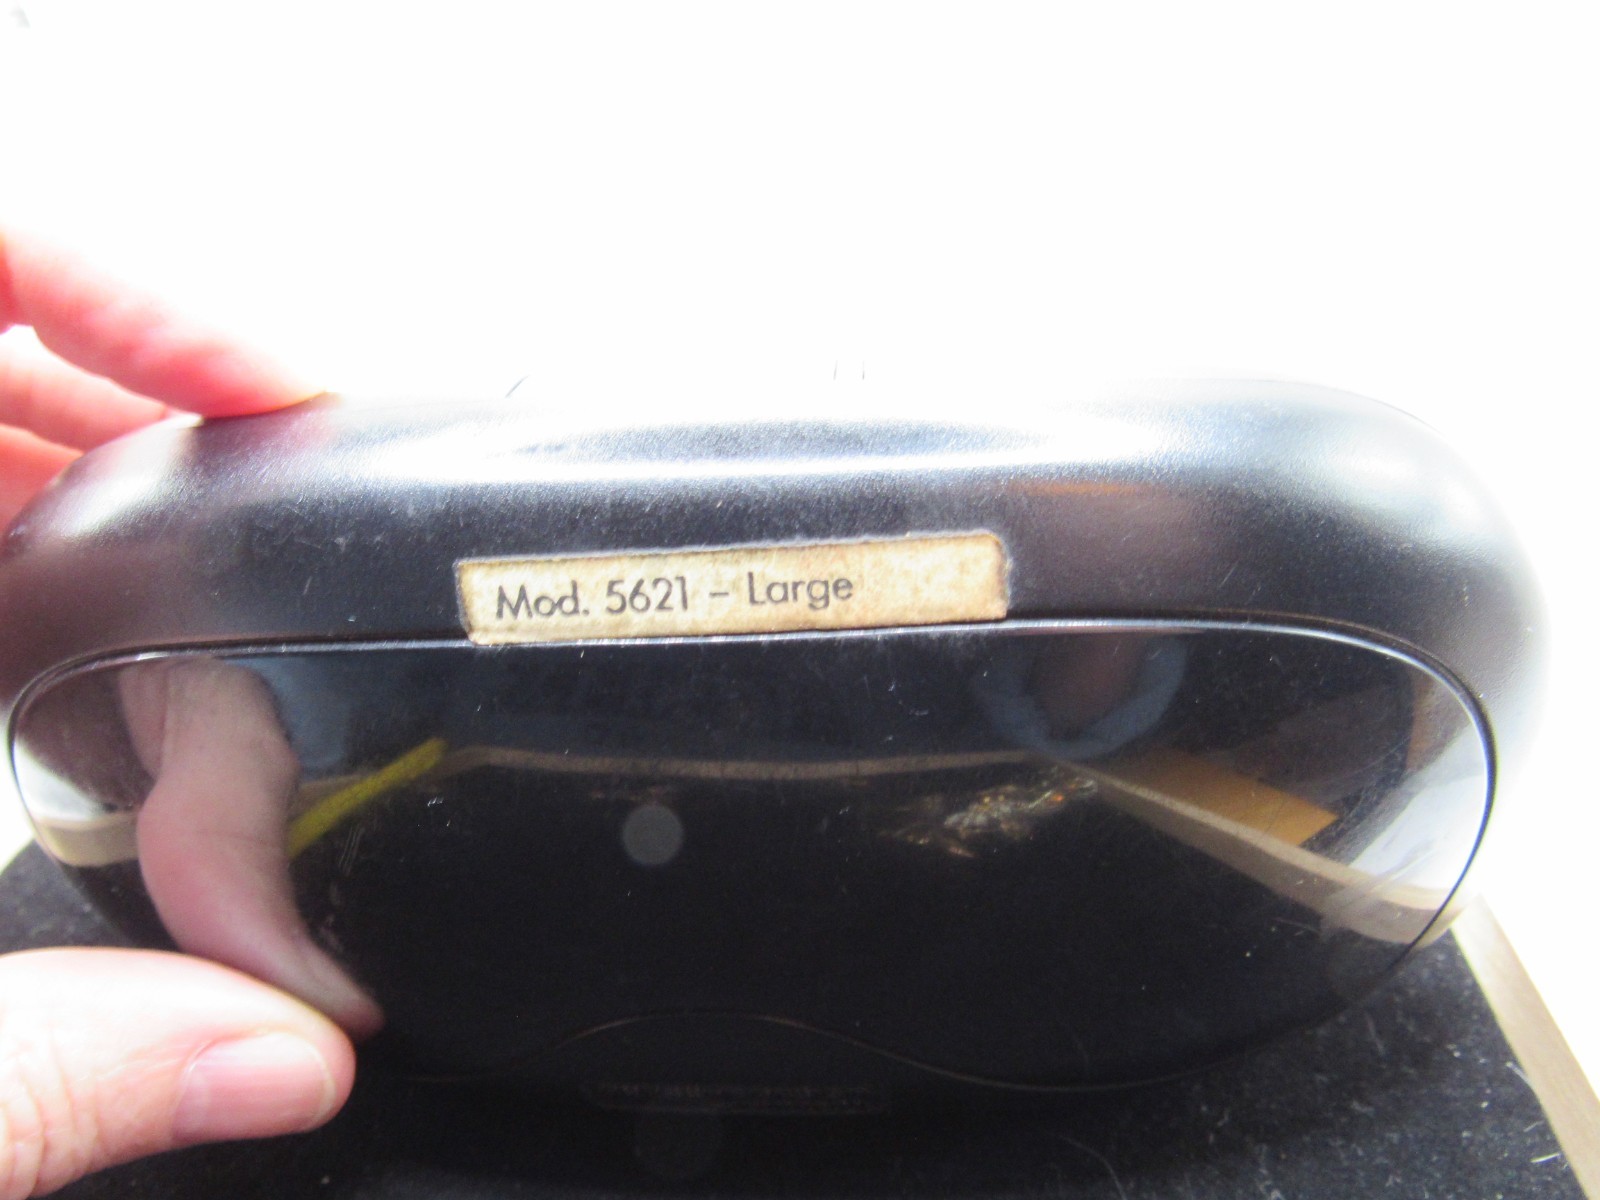 Mod. 5621 – Large